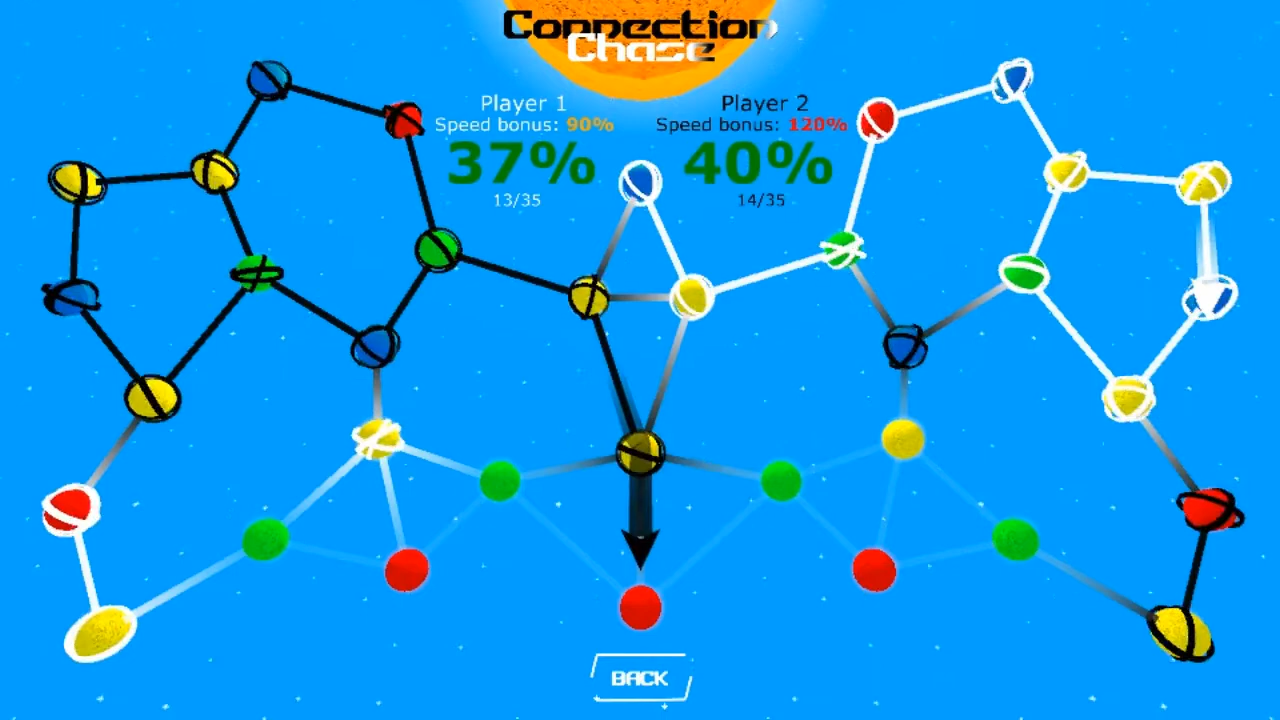 Connection
Chase
Player 1
Speed bonus: 90%
37%
13/35
Player 2
Speed bonus: 120%
40%
14/35
BACK